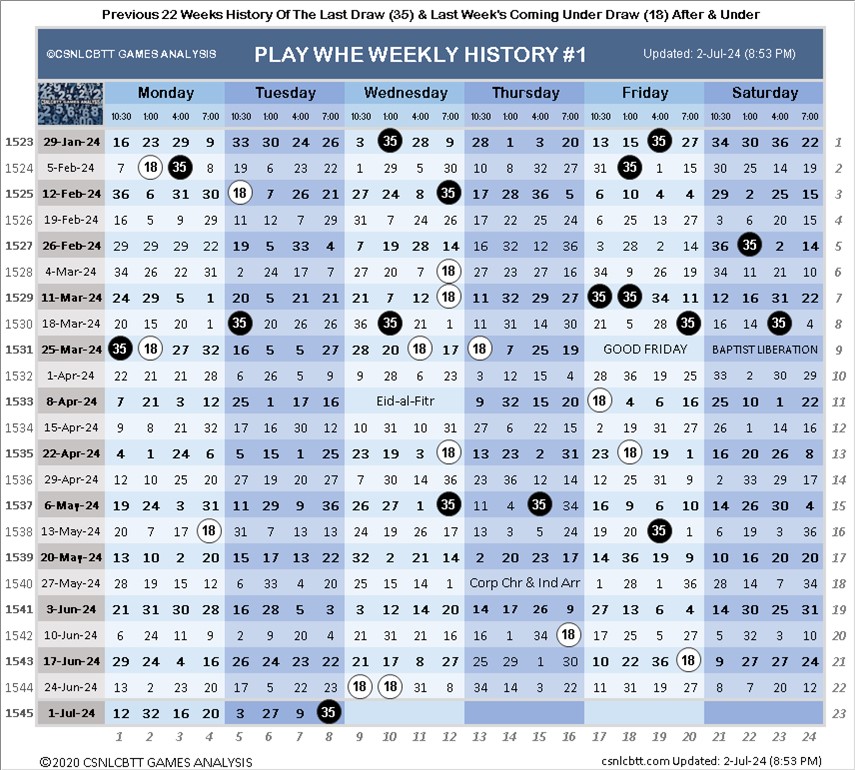 Previous 22 Weeks History Of The Last Draw (35) & Last Week's Coming Under Draw (18) After & Under
©CSNLCBTT GAMES ANALYSIS PLAY WHE WEEKLY HISTORY #1 Updated: 2-Jul-24 (8:53 PM)
CSNLCBTT GAMES ANALYSIS Monday Tuesday Wednesday Thursday Friday Saturday
10:30 1:00 4:00 7:00 10:30 1:00 4:00 7:00 10:30 1:00 4:00 7:00 10:30 1:00 4:00 7:00 10:30 1:00 4:00 7:00 10:30 1:00 4:00 7:00
1523 29-Jan-24 16 23 29 9 33 30 24 26 3 35 28 9 28 1 3 20 13 15 35 27 34 30 36 22 1
1524 5-Feb-24 7 18 35 8 19 6 23 22 1 29 5 30 10 8 25 17 31 35 1 15 30 25 14 19 2
1525 12-Feb-24 36 6 31 30 18 7 26 21 27 24 8 35 17 28 36 5 6 10 4 4 29 2 25 15 3
1526 19-Feb-24 16 5 9 29 11 12 7 29 31 7 24 26 17 22 25 24 6 25 13 27 3 6 20 15 4
1527 26-Feb-24 29 29 29 22 19 5 33 4 7 19 28 14 16 32 12 36 3 28 2 14 36 35 2 14 5
1528 4-Mar-24 34 26 22 31 2 24 17 7 27 20 7 18 27 23 17 16 34 9 26 19 34 11 21 10 6
1529 11-Mar-24 24 29 5 1 20 5 21 21 21 7 12 18 11 32 29 27 35 35 34 11 12 16 31 22 7
1530 18-Mar-24 20 15 20 1 35 20 26 26 36 35 21 1 11 31 14 30 21 5 28 35 16 14 35 4 8
1531 25-Mar-24 35 18 27 32 16 5 5 27 28 20 18 17 18 7 25 19 GOOD FRIDAY BAPTIST LIBERATION 9
1532 1-Apr-24 22 21 21 28 6 26 5 9 9 28 6 23 3 12 15 4 28 36 19 25 33 2 30 29 10
1533 8-Apr-24 7 21 3 12 25 1 17 16 Eid-al-Fitr 9 32 15 20 18 4 6 16 25 10 1 22 11
1534 15-Apr-24 9 8 21 32 17 16 30 12 10 31 10 31 27 6 22 15 2 19 31 27 26 1 14 16 12
1535 22-Apr-24 4 1 24 6 5 15 1 25 23 19 3 18 13 23 2 31 23 18 19 1 16 20 26 8 13
1536 29-Apr-24 12 10 25 20 27 19 20 27 9 27 13 34 23 36 12 14 12 25 31 9 2 33 29 17 14
1537 6-May-24 19 24 3 31 11 29 9 36 26 27 1 35 11 4 35 34 16 9 6 10 14 26 30 4 15
1538 13-May-24 20 7 17 18 31 7 13 13 24 19 26 17 13 3 5 24 19 20 35 1 6 19 3 36 16
1539 20-May-24 13 10 2 20 15 17 13 22 32 2 21 14 2 20 23 17 14 36 19 9 10 16 20 20 17
1540 27-May-24 28 19 15 12 6 33 4 20 25 15 14 1 Corp Chr & Ind Arr 1 28 1 36 28 14 7 34 18
1541 3-Jun-24 21 31 30 28 16 28 5 3 3 12 14 20 14 17 26 9 27 13 6 4 14 30 25 31 19
1542 10-Jun-24 6 24 11 9 2 9 20 4 21 31 21 16 16 1 34 18 17 25 5 27 5 32 3 10 20
1543 17-Jun-24 29 24 4 16 26 24 23 22 21 17 8 27 25 29 1 30 10 22 36 18 9 27 27 24 21
1544 24-Jun-24 13 2 23 20 17 5 22 23 18 18 31 8 34 14 3 22 11 31 19 27 8 7 20 12 22
1545 1-Jul-24 12 32 16 20 3 27 9 35 23
1 2 3 4 5 6 7 8 9 10 11 12 13 14 15 16 17 18 19 20 21 22 23 24
©2020 CSNLCBTT GAMES ANALYSIS csnlcbtt.com Updated: 2-Jul-24 (8:53 PM)